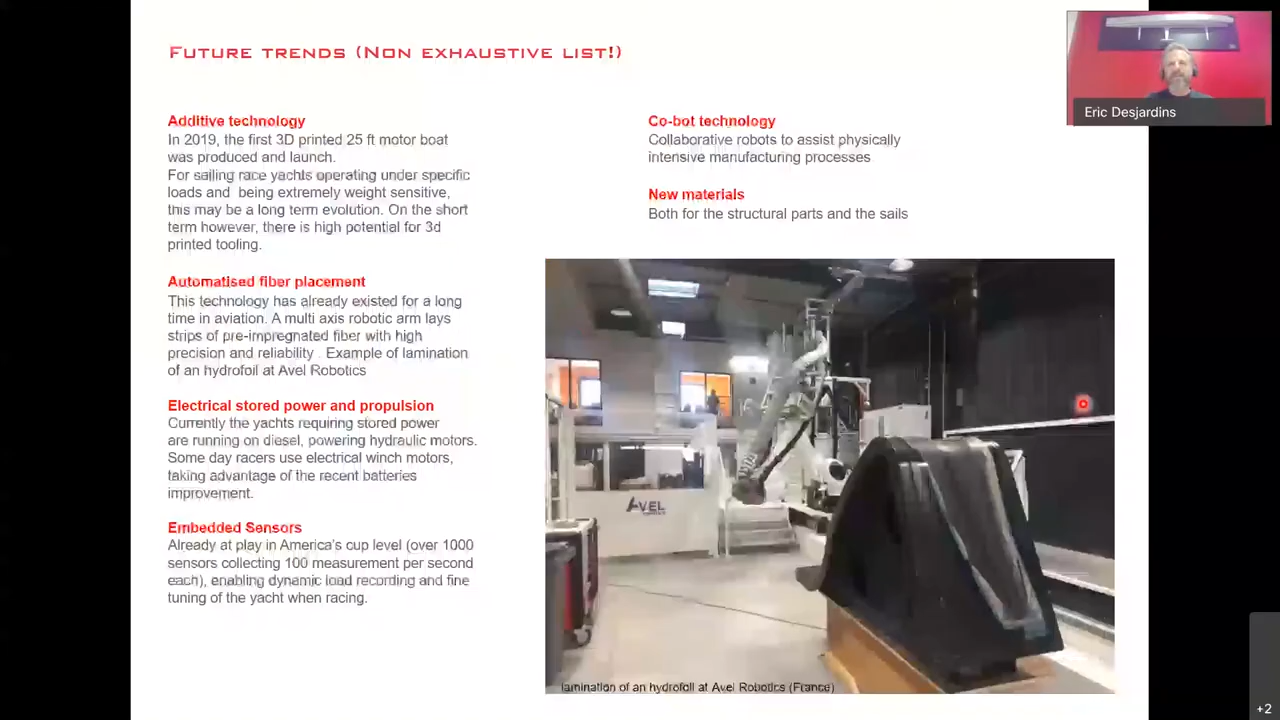 FUTURE TRENDS (NON EXHAUSTIVE LIST!)
Additive technology
In 2019, the first 3D printed 25 ft motor boat
was produced and launch.
For sailing race yachts operating under specific
loads and being extremely weight sensitive,
this may be a long term evolution. On the short
term however, there is high potential for 3d
printed tooling.
Automatised fiber placement
This technology has already existed for a long
time in aviation. A multi axis robotic arm lays
strips of pre-impregnated fiber with high
precision and reliability . Example of lamination
of an hydrofoil at Avel Robotics
Electrical stored power and propulsion
Currently the yachts requiring stored power
are running on diesel, powering hydraulic motors.
Some day racers use electrical winch motors,
taking advantage of the recent batteries
improvement.
Embedded Sensors
Already at play in America's cup level (over 1000
sensors collecting 100 measurement per second
each), enabling dynamic load recording and fine
tuning of the yacht when racing.
Co-bot technology
Collaborative robots to assist physically
intensive manufacturing processes
New materials
Both for the structural parts and the sails
AVEL
lamination of an hydrofoil at Avel Robotics (France)
Eric Desjardins
+2